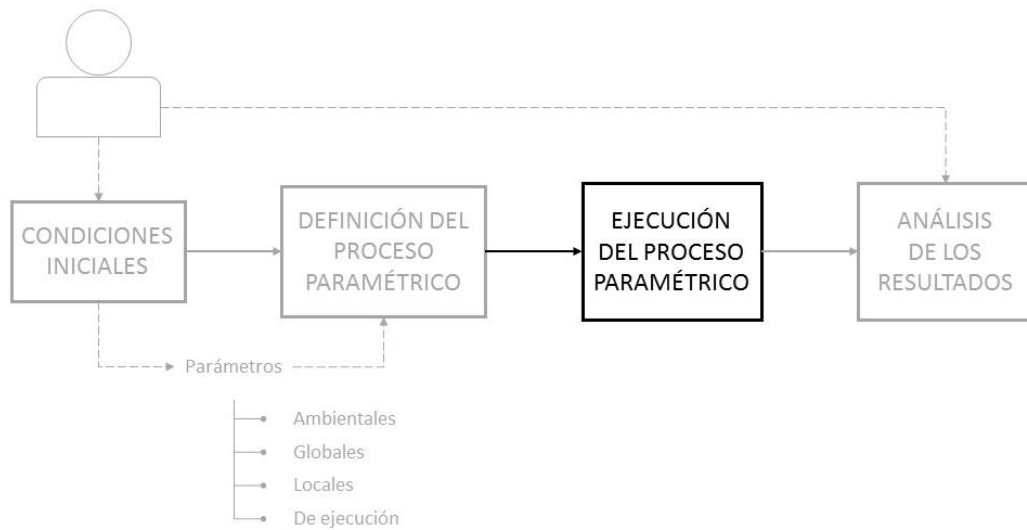 CONDICIONES
INICIALES
DEFINICIÓN DEL
PROCESO
PARAMÉTRICO
EJECUCIÓN
DEL PROCESO
PARAMÉTRICO
ANÁLISIS
DE LOS
RESULTADOS
Parámetros
Ambientales
Globales
Locales
De ejecución